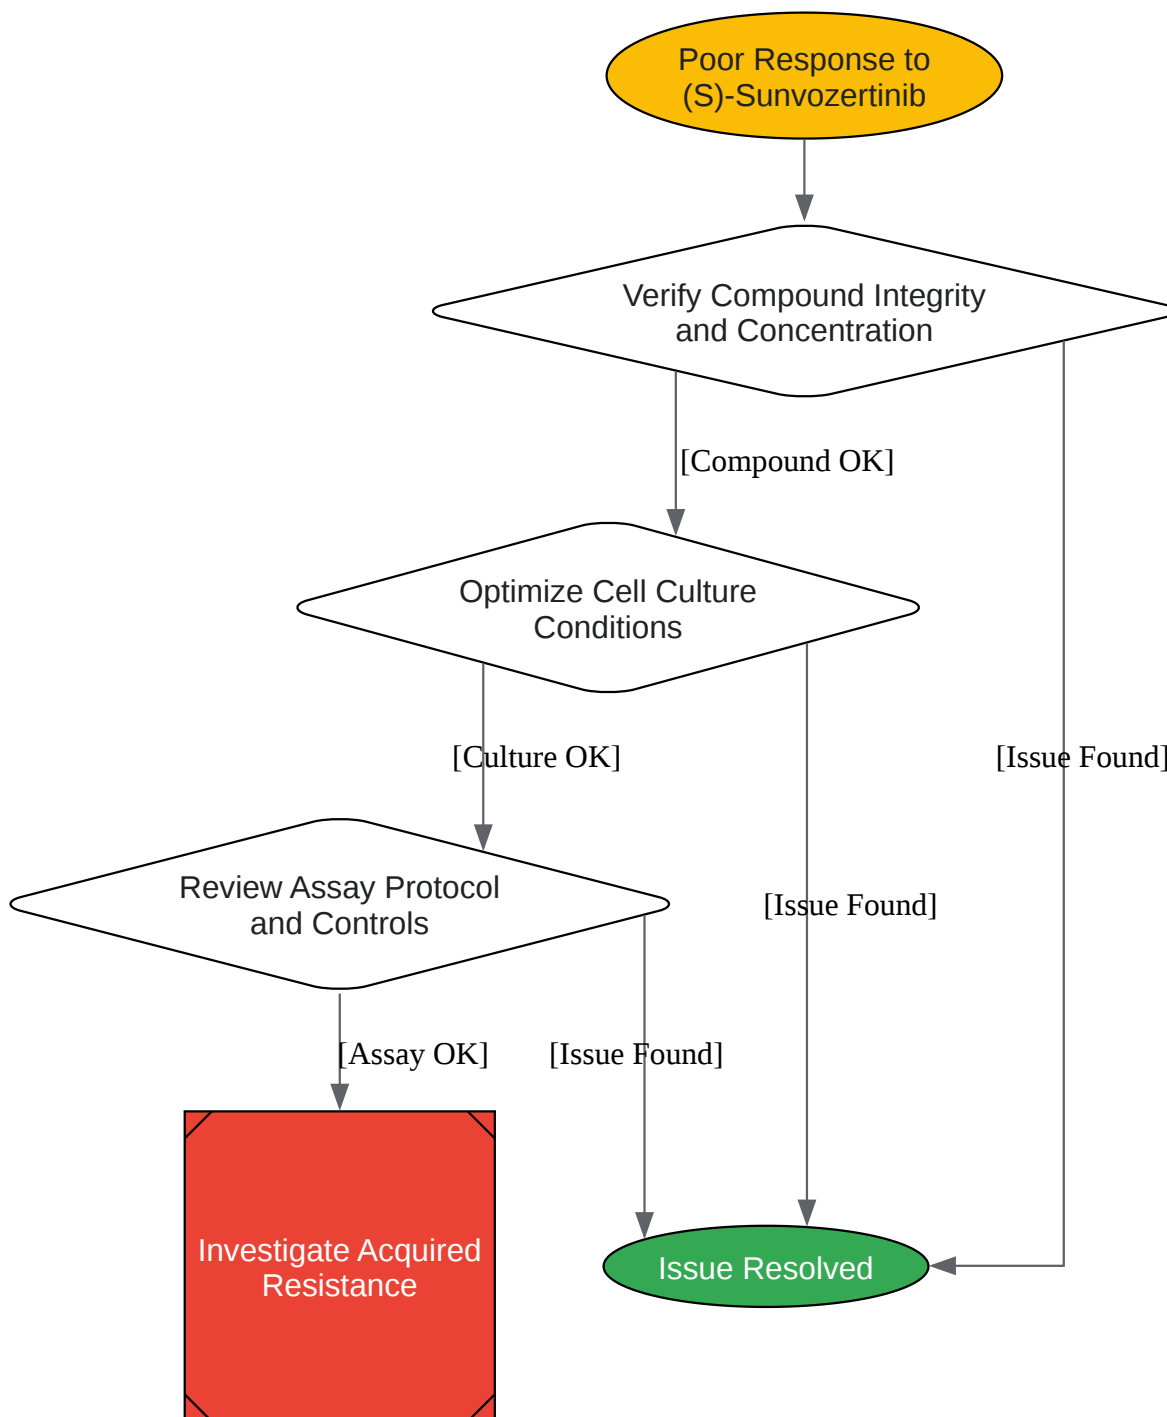 Poor Response to
(S)-Sunvozertinib
Verify Compound Integrity
and Concentration
[Compound OK]
Optimize Cell Culture
Conditions
[Culture OK]
[Issue Found]
Review Assay Protocol
and Controls
[Issue Found]
[Assay OK]
[Issue Found]
Investigate Acquired
Resistance
Issue Resolved